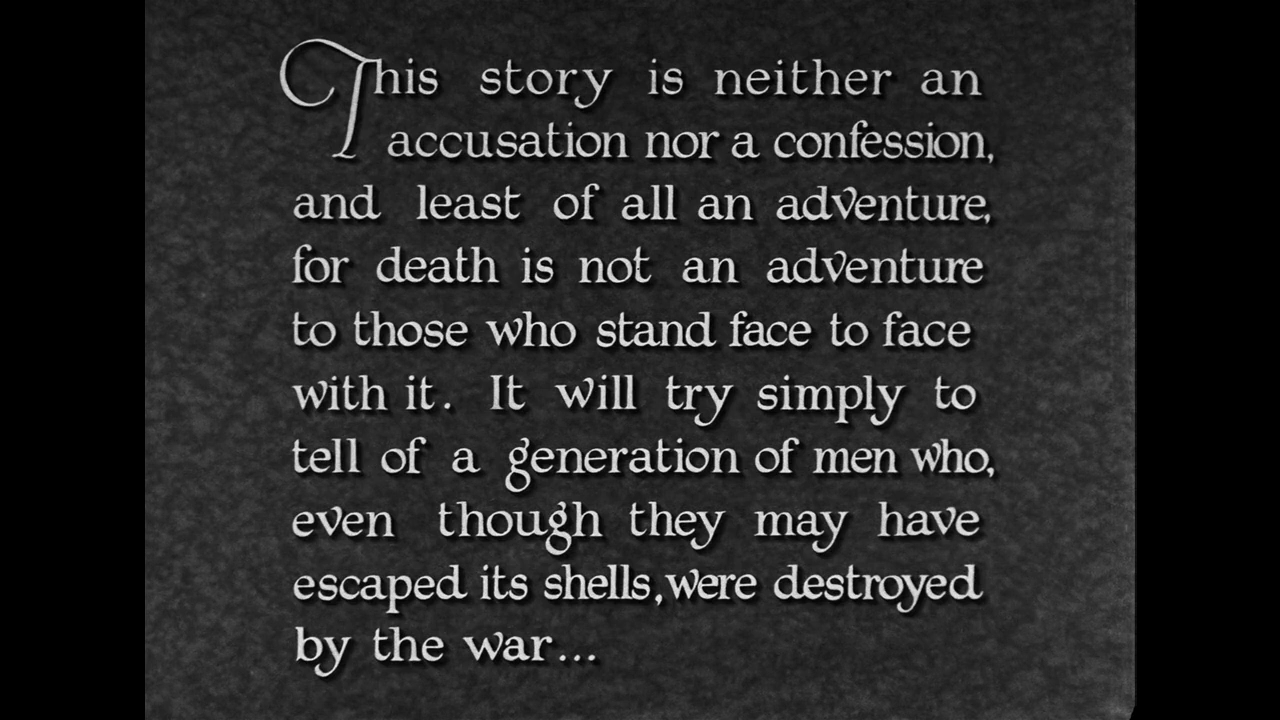 This story is neither an
accusation nor a confession,
and least of all an adventure,
for death is not an adventure
to those who stand face to face
with it. It will try simply to
tell of a generation of men who,
even though they may have
escaped its shells, were destroyed
by the war...